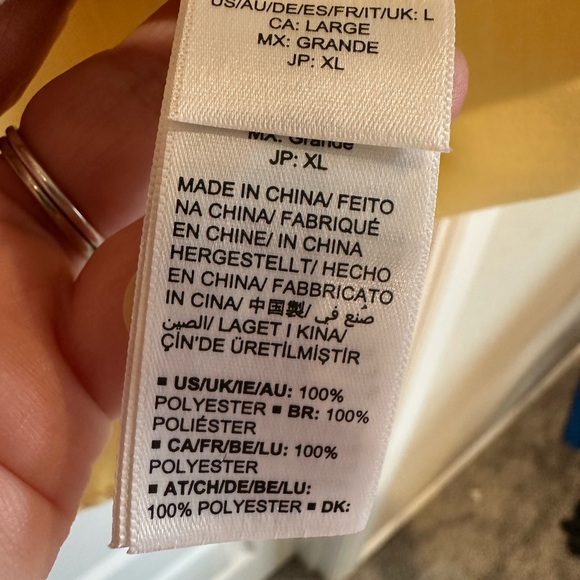 US/AU/DE/ES/FR/IT/UK: L
CA: LARGE
MX: GRANDE
JP: XL
MX: Grande
JP: XL
MADE IN CHINA/ FEITO
NA CHINA/ FABRIQUÉ
EN CHINE/ IN CHINA
HERGESTELLT/ HECHO
EN CHINA/ FABBRICATO
IN CINA/ 中国製/ صنع في
الصين/ LAGET I KINA/
ÇİN'DE ÜRETİLMİŞTİR
▪ US/UK/IE/AU: 100%
POLYESTER ▪ BR: 100%
POLIÉSTER
▪ CA/FR/BE/LU: 100%
POLYESTER
▪ AT/CH/DE/BE/LU:
100% POLYESTER ▪ DK: